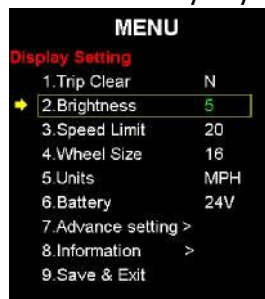 MENU
Display Setting
1.Trip Clear N
2.Brightness 5
3.Speed Limit 20
4.Wheel Size 16
5.Units MPH
6.Battery 24V
7.Advance setting >
8.Information >
9.Save & Exit